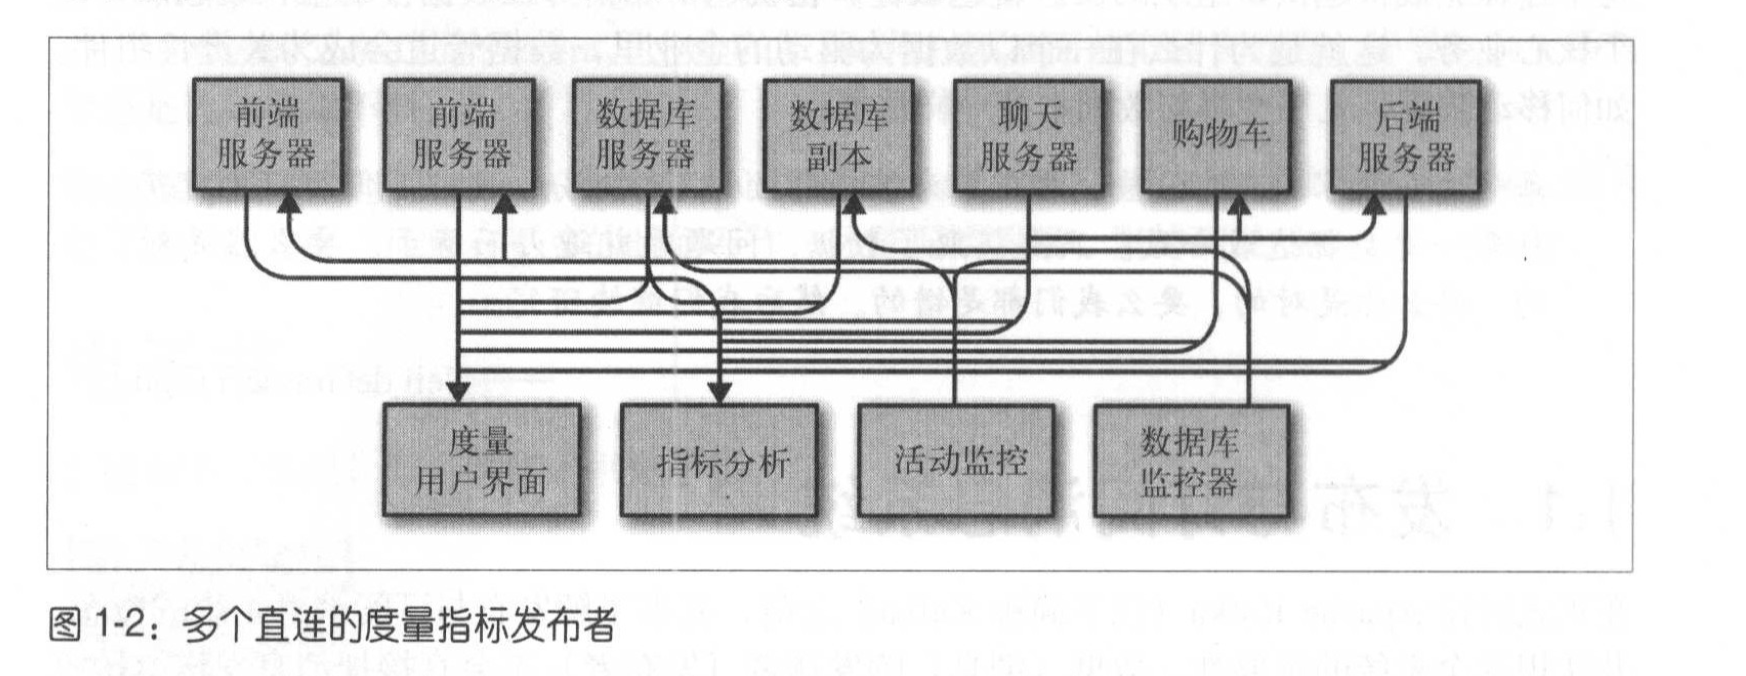 前端
服务器
前端
服务器
数据库
服务器
数据库
副本
聊天
服务器
购物车
后端
服务器
度量
用户界面
指标分析
活动监控
数据库
监控器
图 1-2：多个直连的度量指标发布者